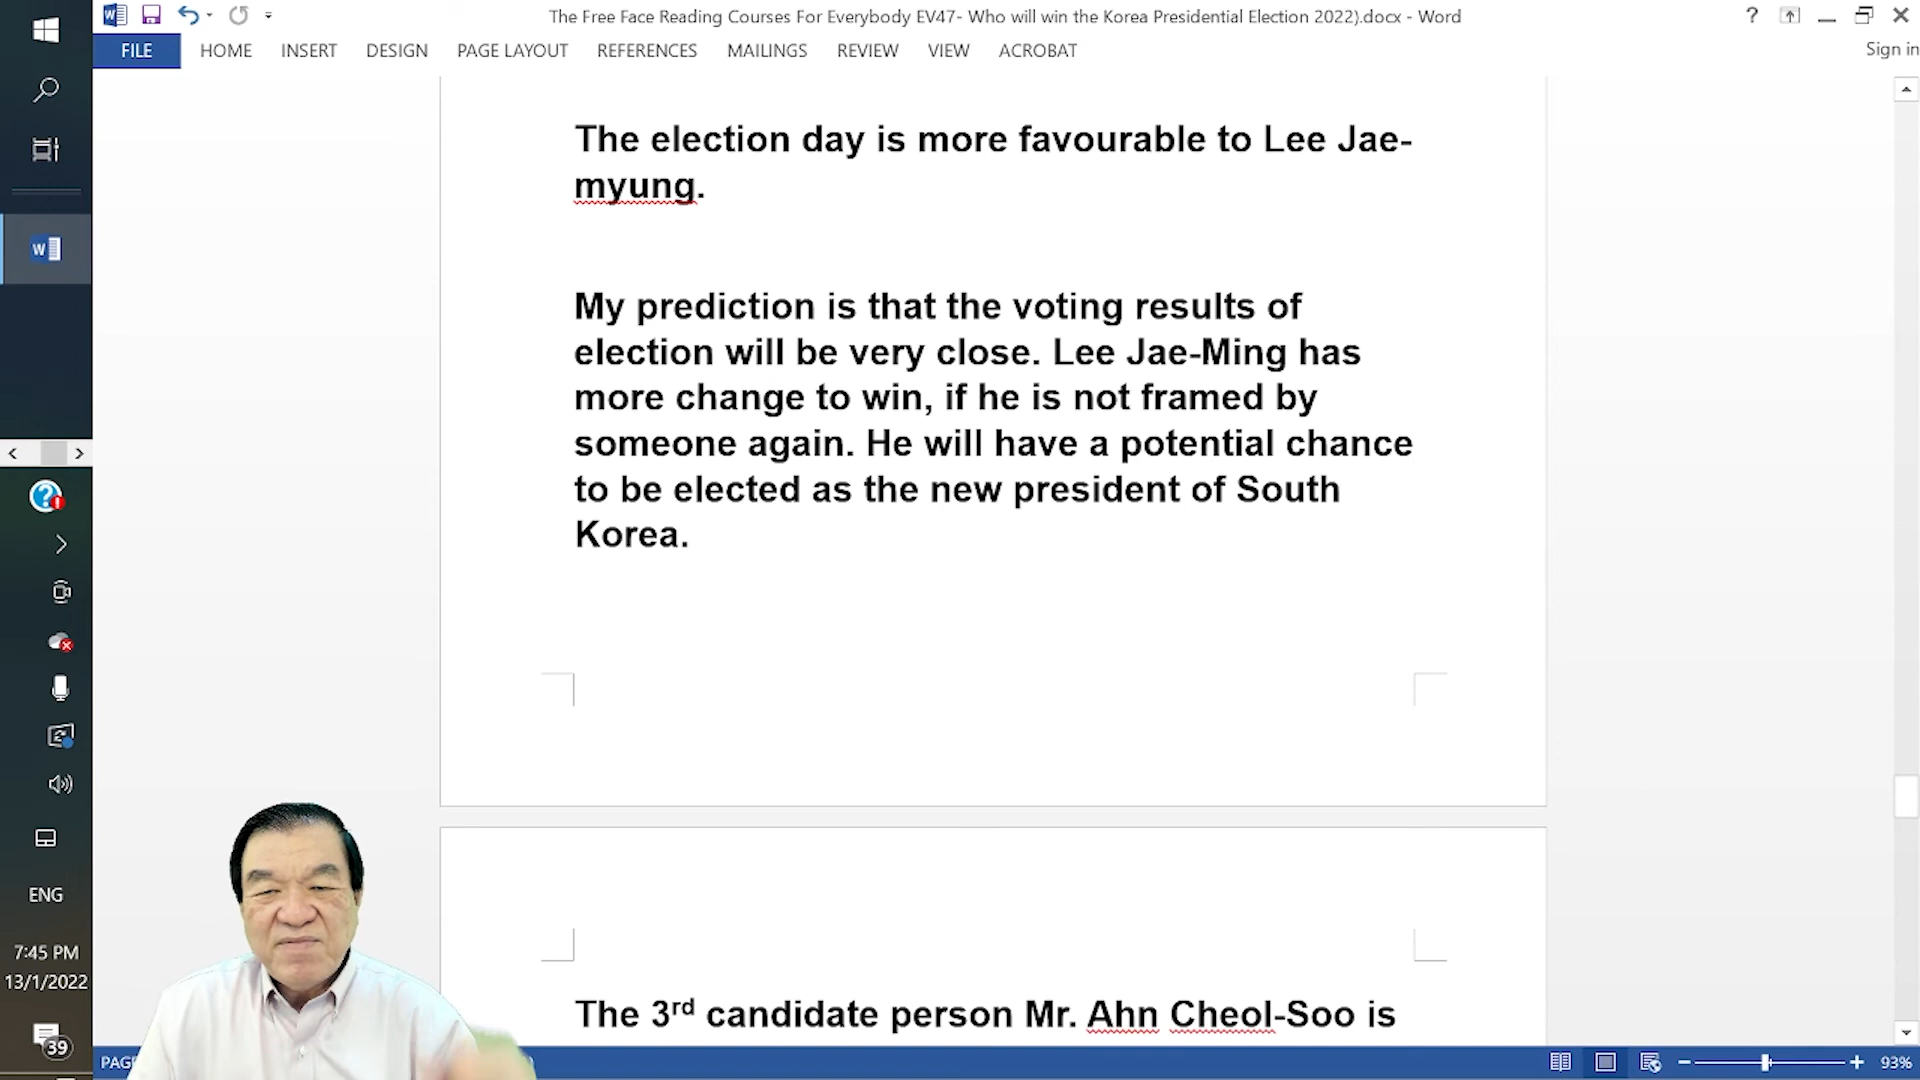 The Free Face Reading Courses For Everybody EV47- Who will win the Korea Presidential Election 2022).docx - Word
FILE HOME INSERT DESIGN PAGE LAYOUT REFERENCES MAILINGS REVIEW VIEW ACROBAT
Sign in
The election day is more favourable to Lee Jae-
myung.
My prediction is that the voting results of
election will be very close. Lee Jae-Ming has
more change to win, if he is not framed by
someone again. He will have a potential chance
to be elected as the new president of South
Korea.
ENG
7:45 PM
13/1/2022
39
The 3rd candidate person Mr. Ahn Cheol-Soo is
93%